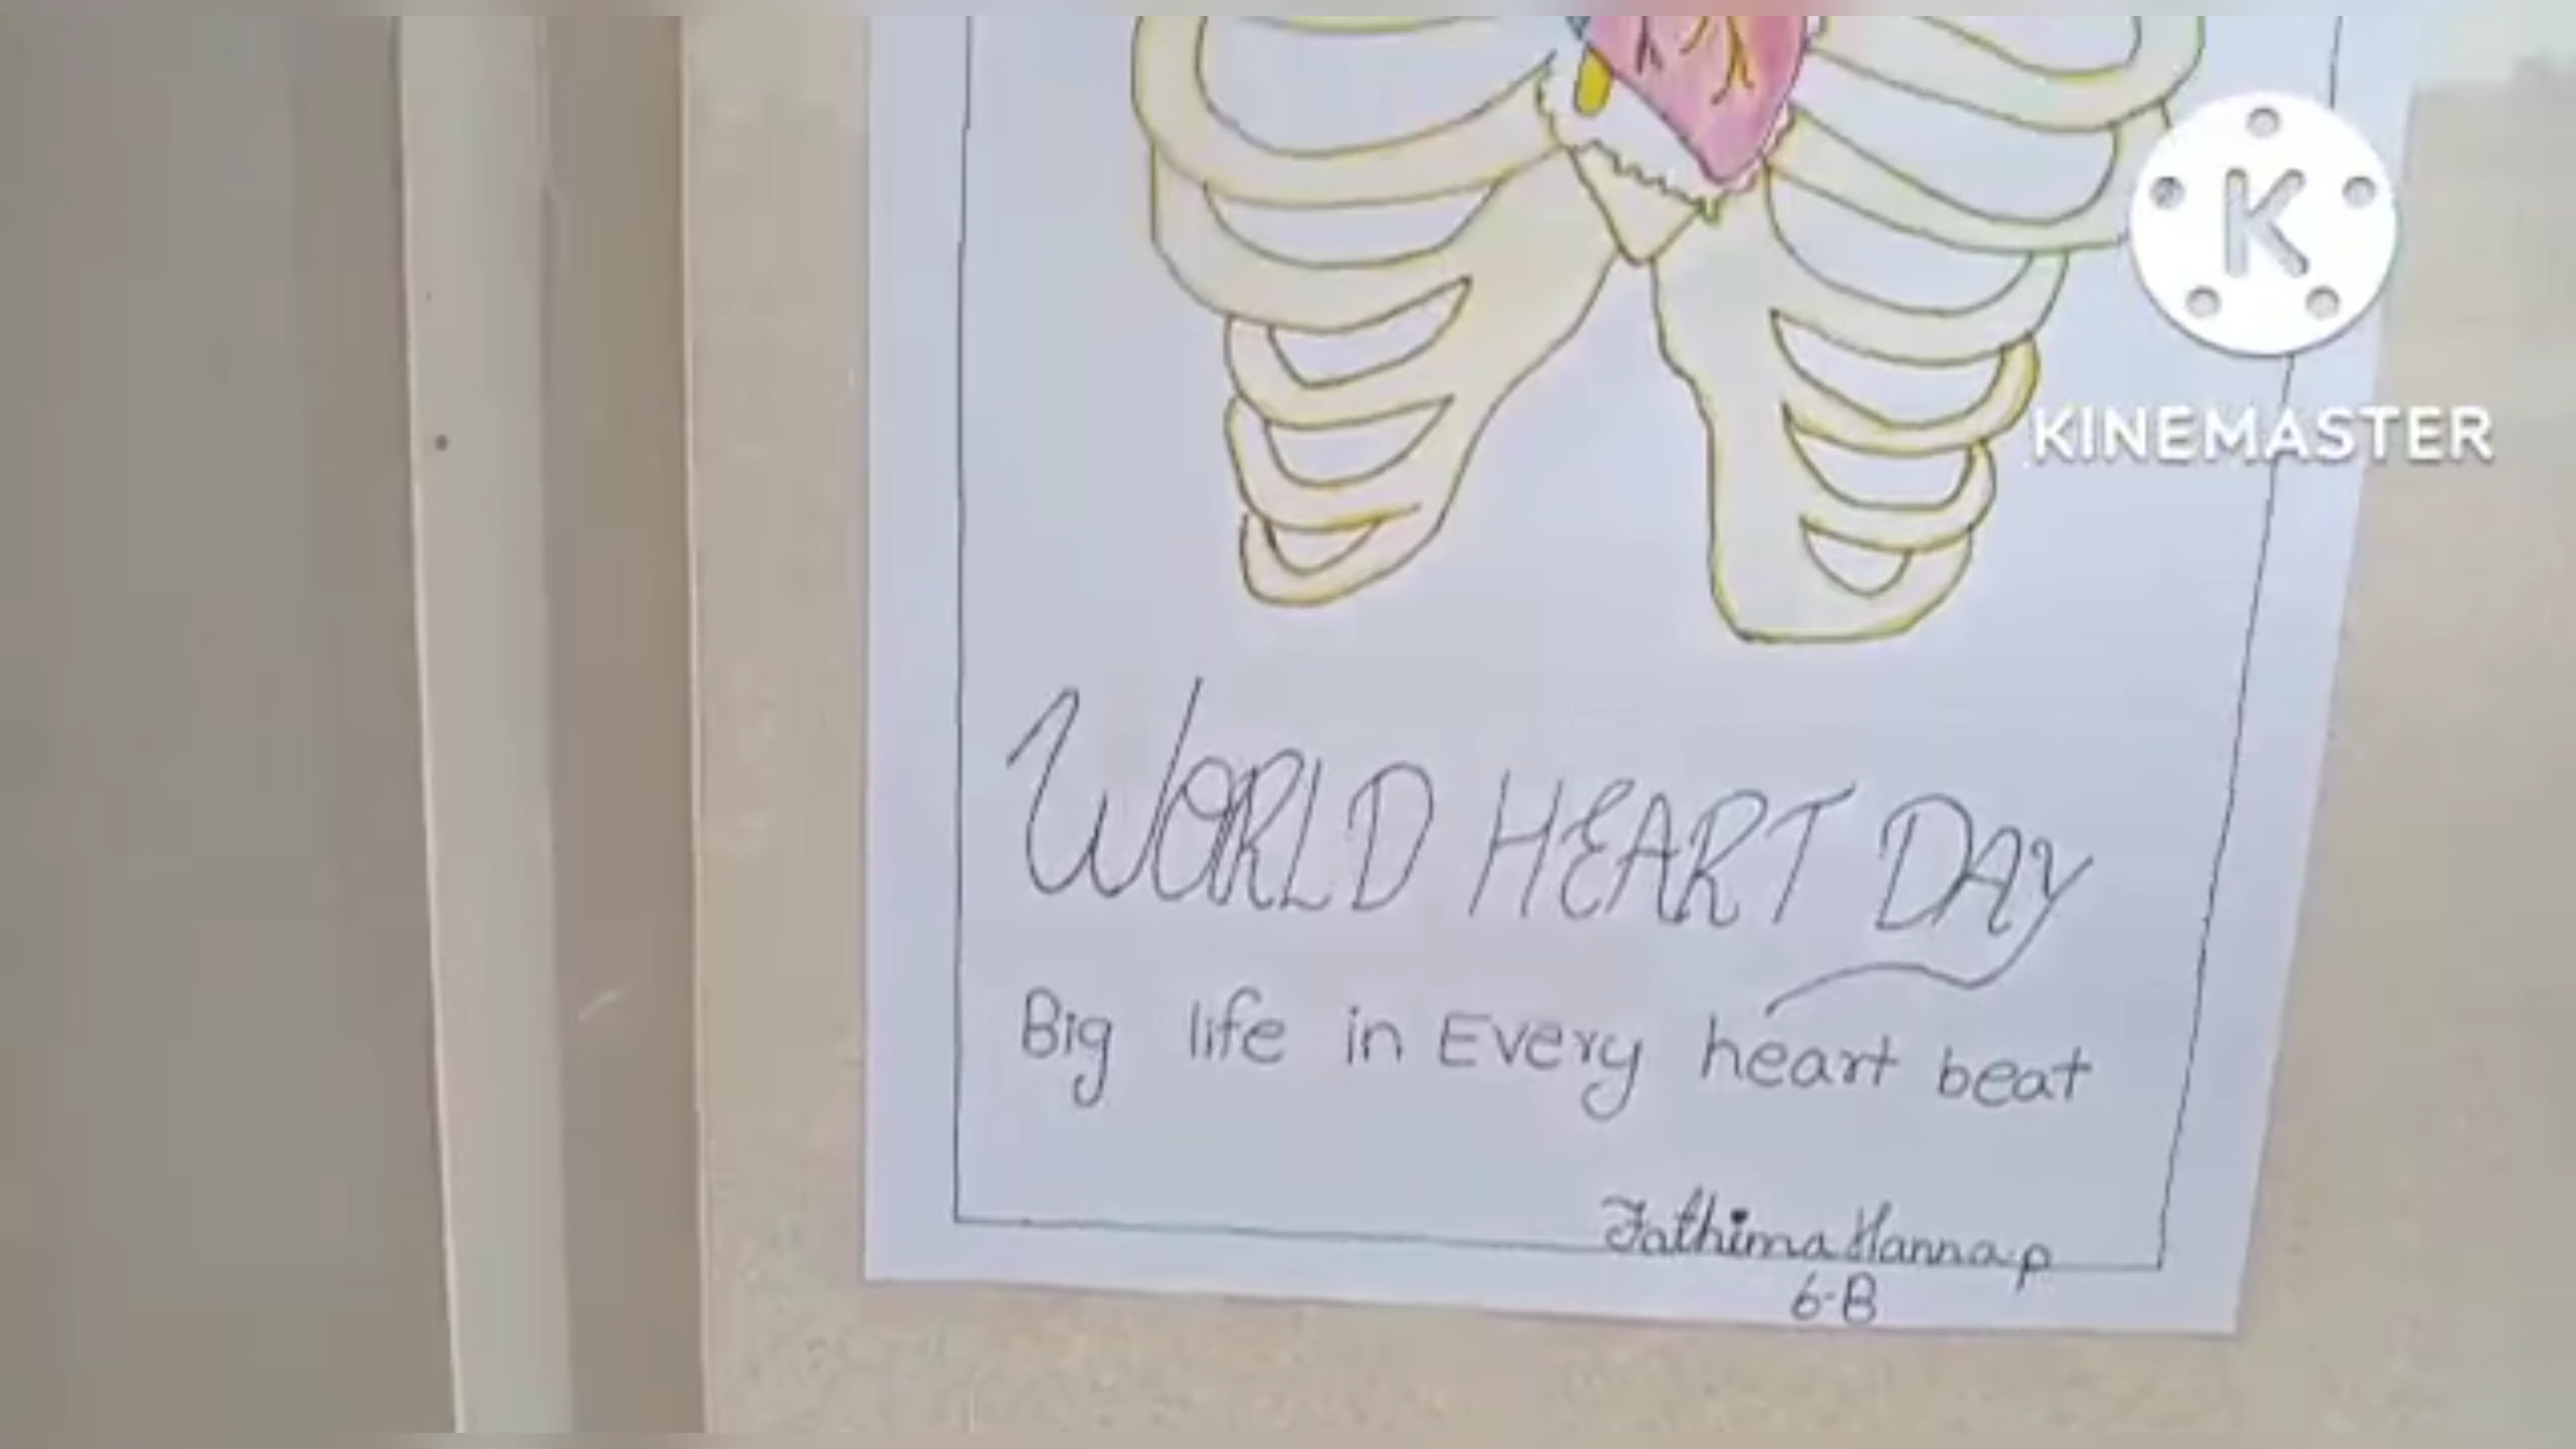 K
KINEMASTER
WORLD HEART DAY
Big life in Every heart beat
Fathima Hanna.p
6-B